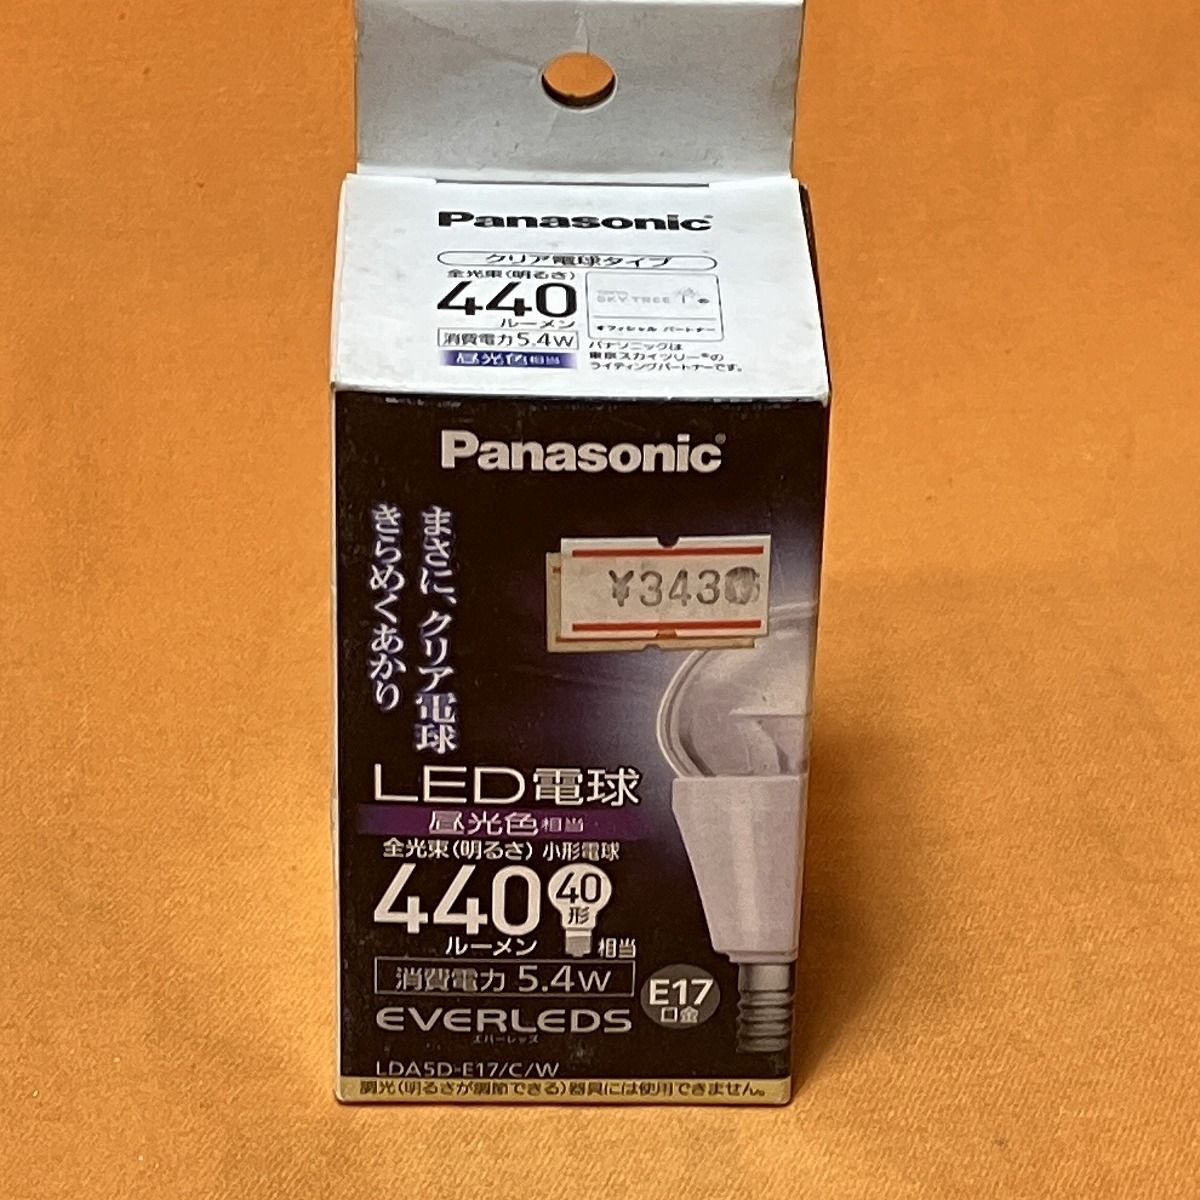 Panasonic
クリア電球タイプ
全光束(明るさ)
440
ルーメン
消費電力5.4W
昼光色相当
SKY TREE
オフィシャル パートナー
パナソニックは
東京スカイツリー®の
ライティングパートナーです。
Panasonic
まさに、クリア電球
きらめくあかり
¥343
LED電球
昼光色相当
全光束(明るさ) 小形電球
440 40形
ルーメン 相当
消費電力 5.4W
E17
口金
EVERLEDS
エバーレッズ
LDA5D-E17/C/W
調光(明るさが調節できる)器具には使用できません。